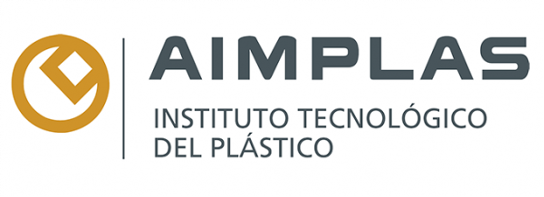 AIMPLAS
INSTITUTO TECNOLÓGICO
DEL PLÁSTICO